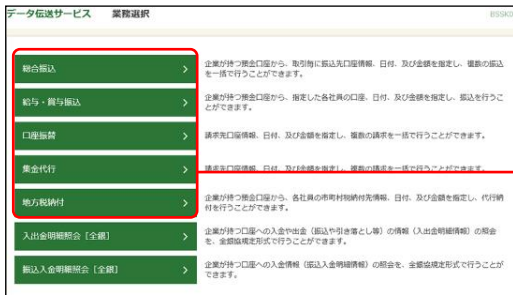 データ伝送サービス 業務選択 BSSK0
総合振込 >
企業が持つ預金口座から、取引毎に振込先口座情報、日付、及び金額を指定し、複数の振込
を一括で行うことができます。
給与・賞与振込 >
企業が持つ預金口座から、指定した各社員の口座、日付、及び金額を指定し、振込を行うこ
とができます。
口座振替 >
請求先口座情報、日付、及び金額を指定し、複数の請求を一括で行うことができます。
集金代行 >
請求先口座情報、日付、及び金額を指定し、複数の請求を一括で行うことができます。
地方税納付 >
企業が持つ預金口座から、各社員の市町村税納付先情報、日付、及び金額を指定し、代行納
付を行うことができます。
入出金明細照会［全銀］ >
企業が持つ口座への入金や出金（振込や引き落とし等）の情報（入出金明細情報）の照会
を、全銀協規定形式で行うことができます。
振込入金明細照会［全銀］ >
企業が持つ口座への入金情報（振込入金明細情報）の照会を、全銀協規定形式で行うことが
できます。